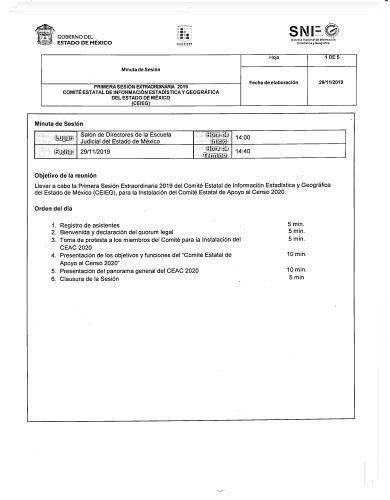 GOBIERNO DEL
ESTADO DE MÉXICO
IGECEM
SNIEG
Sistema Nacional de Información
Estadística y Geográfica
Minuta de Sesión
Hoja
1 DE 5
PRIMERA SESIÓN EXTRAORDINARIA 2019
COMITÉ ESTATAL DE INFORMACIÓN ESTADÍSTICA Y GEOGRÁFICA
DEL ESTADO DE MÉXICO
(CEIEG)
Fecha de elaboración
29/11/2019
Minuta de Sesión
Lugar:
Salón de Directores de la Escuela
Judicial del Estado de México
Hora de
Inicio:
14:00
Fecha:
29/11/2019
Hora de
Término:
14:40
Objetivo de la reunión
Llevar a cabo la Primera Sesión Extraordinaria 2019 del Comité Estatal de Información Estadística y Geográfica
del Estado de México (CEIEG), para la Instalación del Comité Estatal de Apoyo al Censo 2020.
Orden del día
1. Registro de asistentes 5 min.
2. Bienvenida y declaración del quorum legal 5 min.
3. Toma de protesta a los miembros del Comité para la Instalación del 5 min.
CEAC 2020
4. Presentación de los objetivos y funciones del "Comité Estatal de 10 min.
Apoyo al Censo 2020"
5. Presentación del panorama general del CEAC 2020 10 min.
6. Clausura de la Sesión 5 min